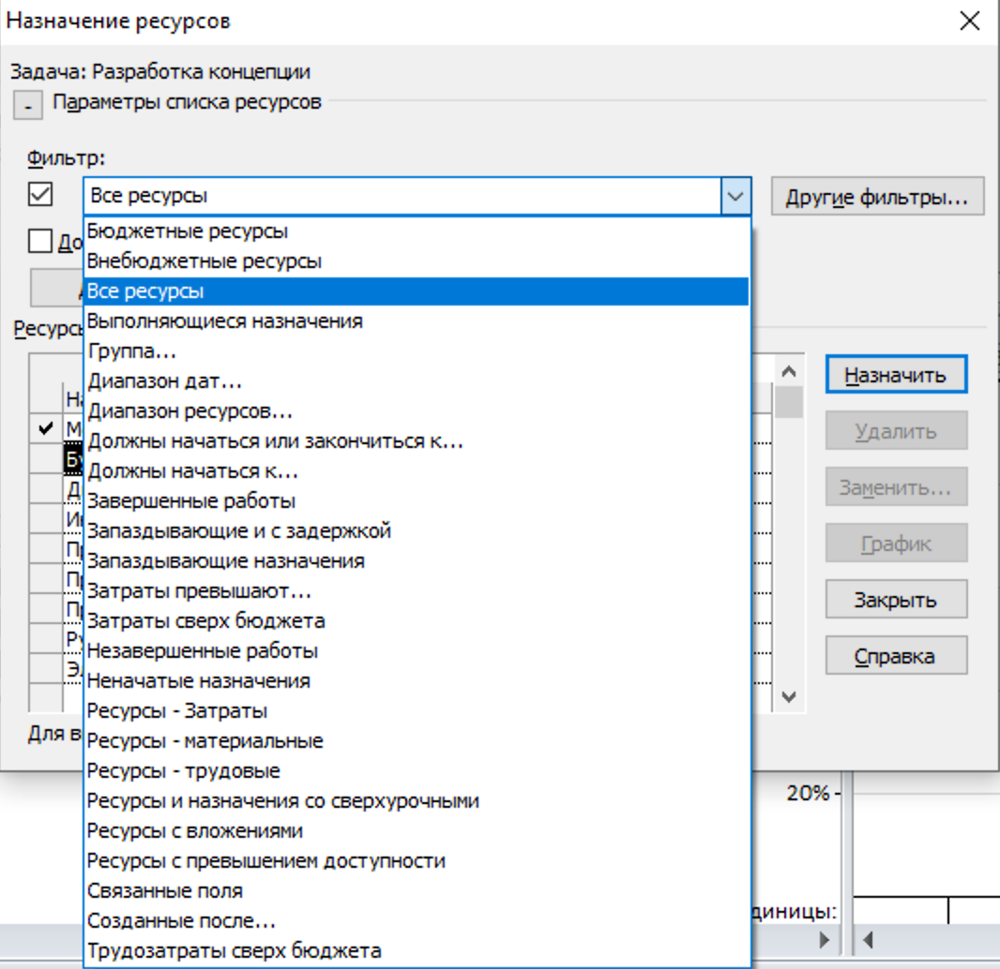 Назначение ресурсов
Задача: Разработка концепции
- Параметры списка ресурсов
Фильтр:
Все ресурсы
Другие фильтры...
Бюджетные ресурсы
Внебюджетные ресурсы
Все ресурсы
Выполняющиеся назначения
Группа...
Диапазон дат...
Диапазон ресурсов...
Должны начаться или закончиться к...
Должны начаться к...
Завершенные работы
Запаздывающие и с задержкой
Запаздывающие назначения
Затраты превышают...
Затраты сверх бюджета
Незавершенные работы
Неначатые назначения
Ресурсы - Затраты
Ресурсы - материальные
Ресурсы - трудовые
Ресурсы и назначения со сверхурочными
Ресурсы с вложениями
Ресурсы с превышением доступности
Связанные поля
Созданные после...
Трудозатраты сверх бюджета
Назначить
Удалить
Заменить...
График
Закрыть
Справка
Для в
20%